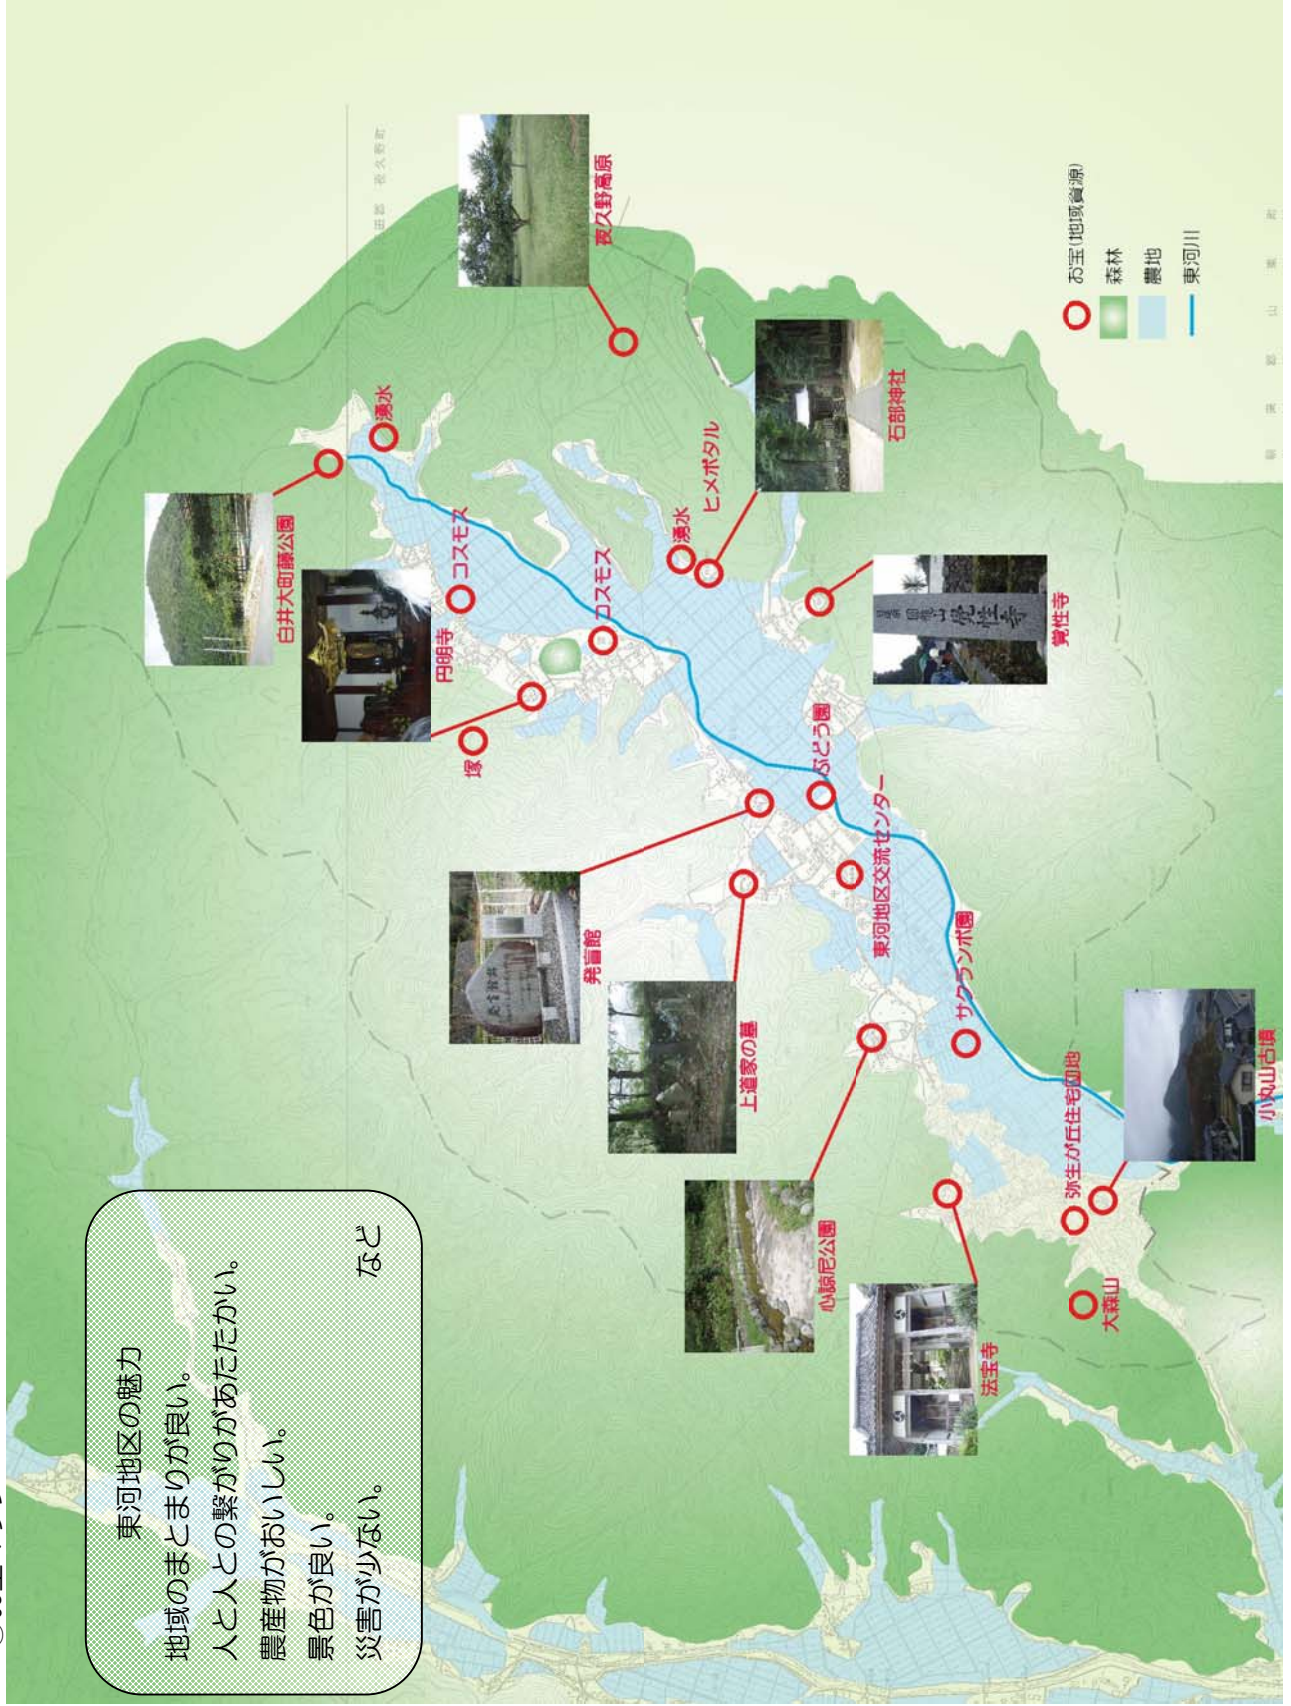 東河地区の魅力
地域のまとまりが良い。
人と人との繋がりがあたたかい。
農産物がおいしい。
景色が良い。
災害が少ない。 など
白井大町藤公園
湧水
夜久野高原
円明寺
コスモス
コスモス
塚
湧水
ヒメボタル
石部神社
覚性寺
発盲館
ぶどう園
上道家の墓
東河地区交流センター
サクランボ園
心諒尼公園
法宝寺
弥生が丘住宅団地
大森山
小丸山古墳
お宝(地域資源)
森林
農地
東河川